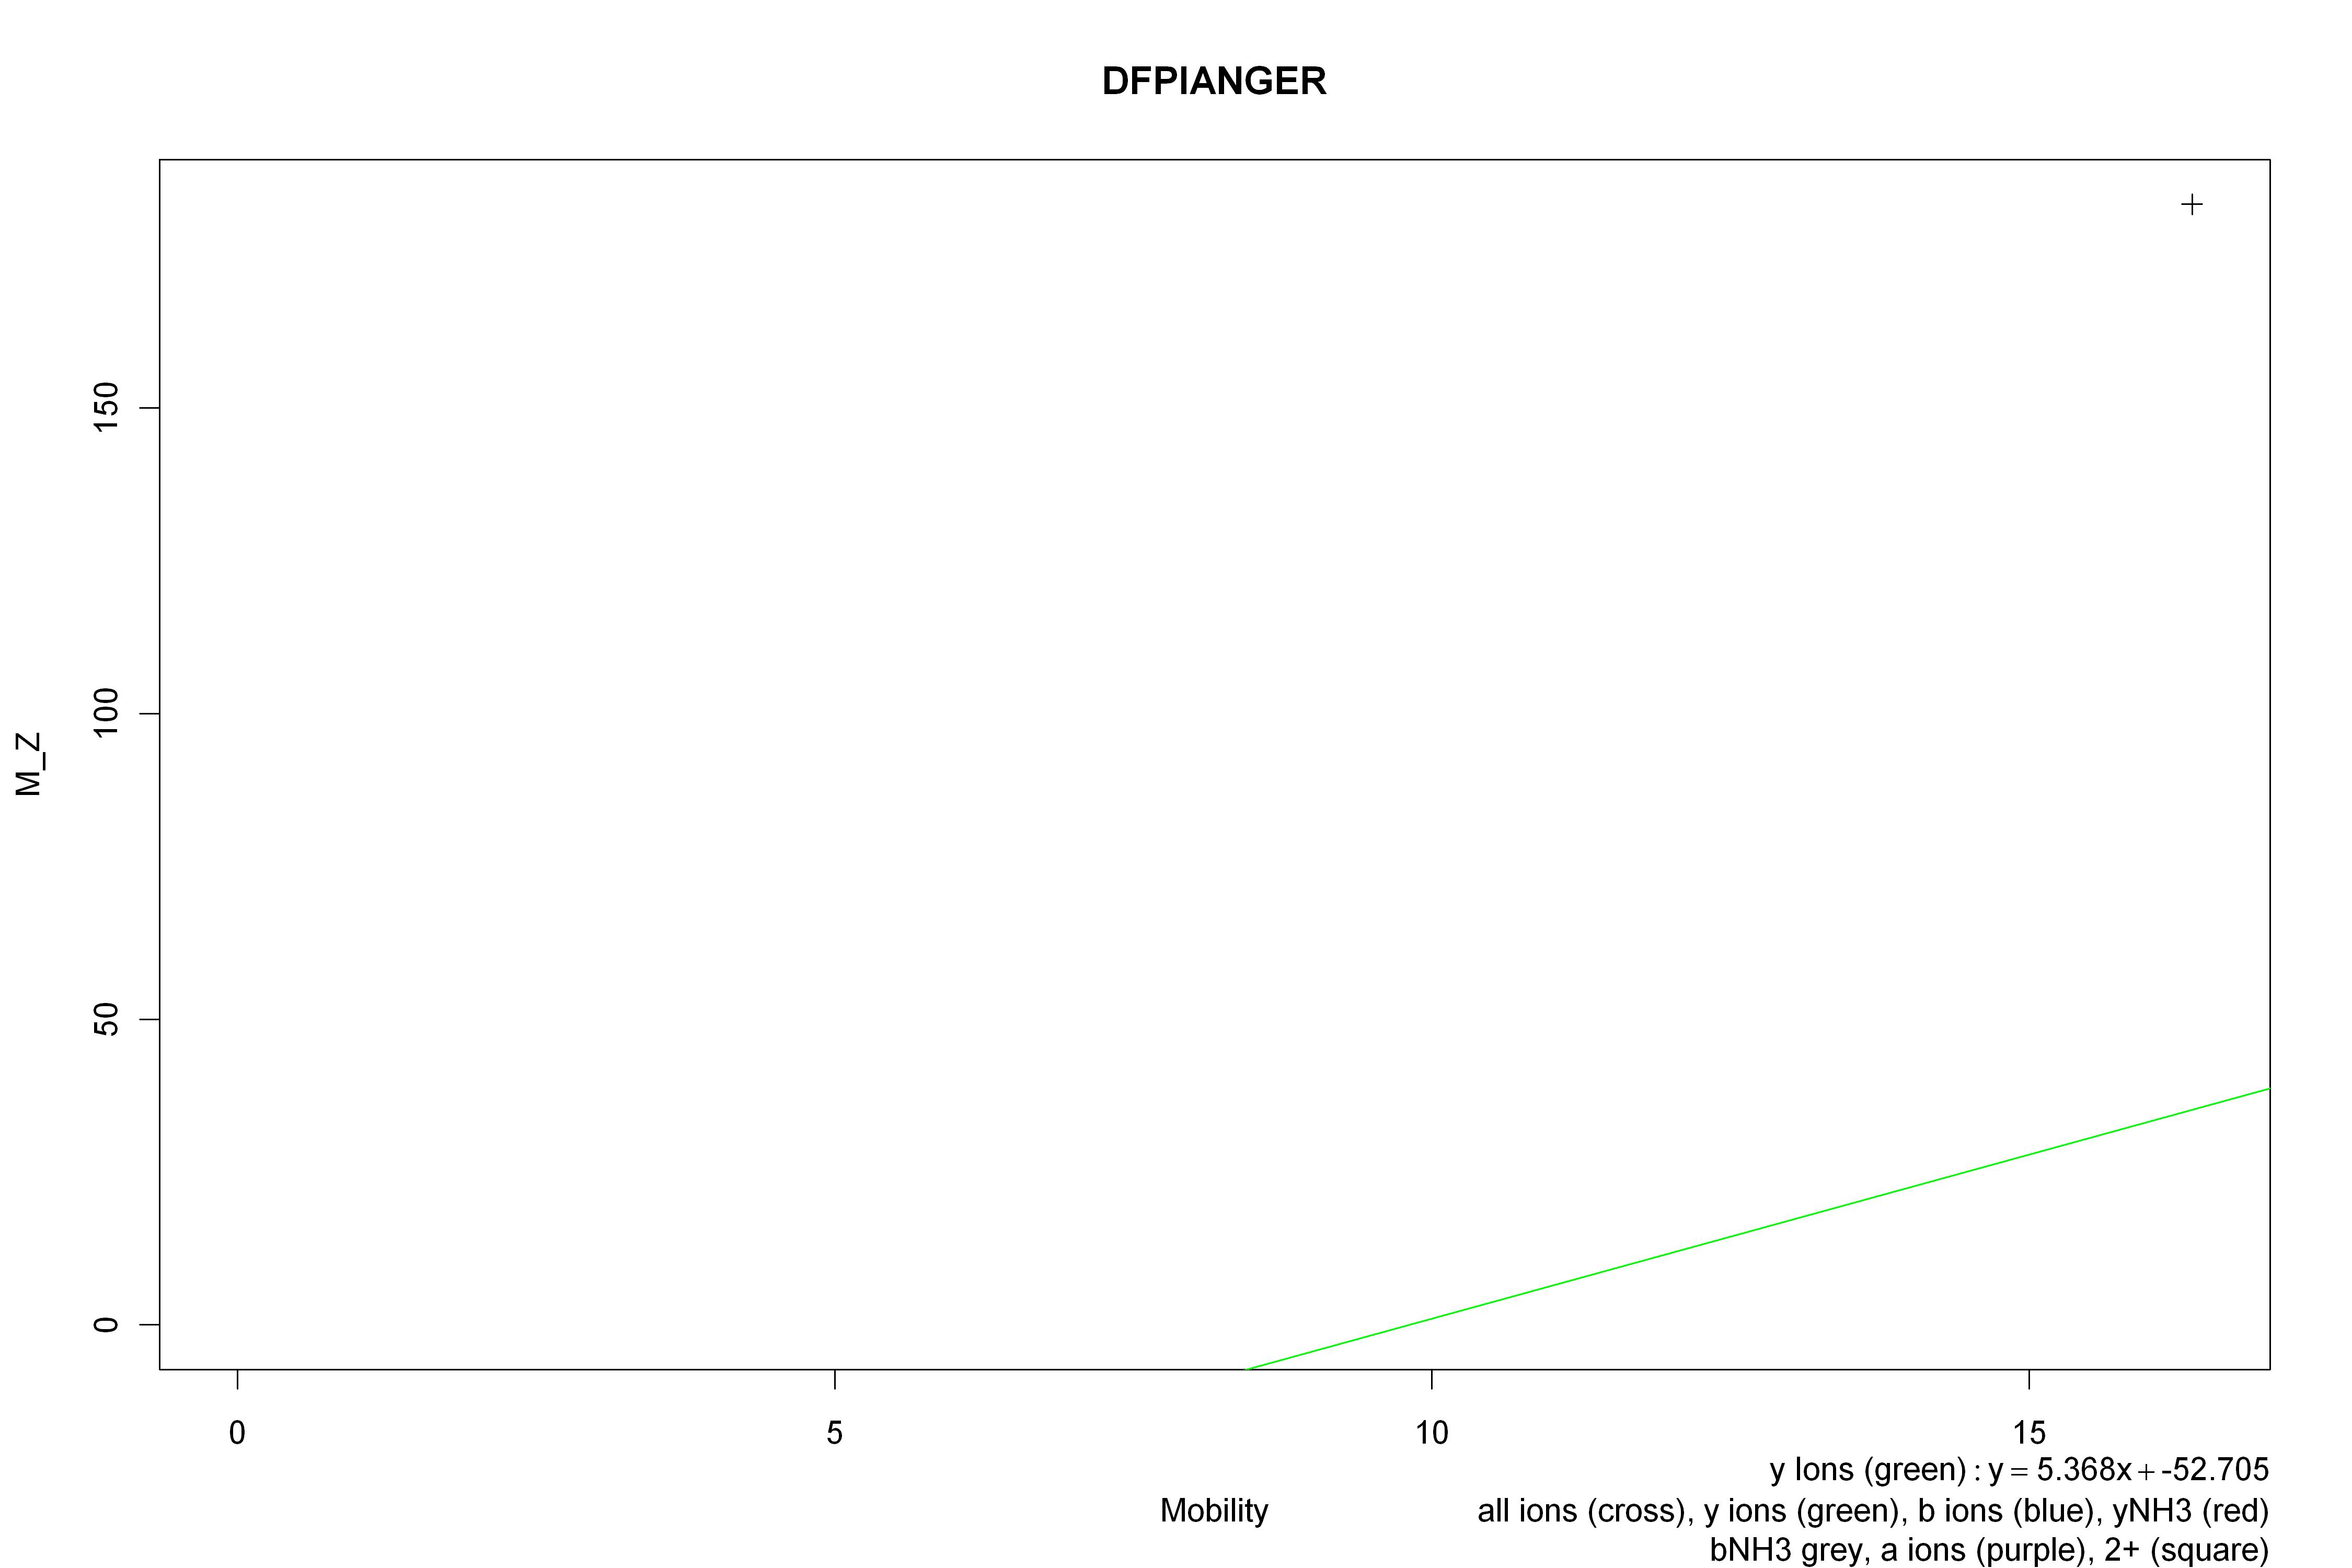 DFPIANGER
M_Z
150
100
50
0
0 5 10 15
y Ions (green) : y = 5.368x + -52.705
Mobility
all ions (cross), y ions (green), b ions (blue), yNH3 (red)
bNH3 grey, a ions (purple), 2+ (square)